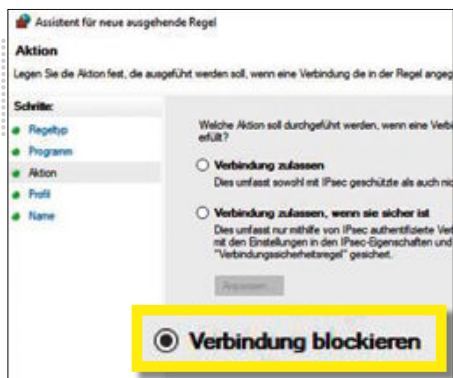 Assistent für neue ausgehende Regel
Aktion
Legen Sie die Aktion fest, die ausgeführt werden soll, wenn eine Verbindung die in der Regel angeg
Schritte:
Regeltyp
Programm
Aktion
Profil
Name
Welche Aktion soll durchgeführt werden, wenn eine Verbi
erfüllt?
Verbindung zulassen
Dies umfasst sowohl mit IPsec geschützte als auch nic
Verbindung zulassen, wenn sie sicher ist
Dies umfasst nur mithilfe von IPsec authentifizierte Ver
mit den Einstellungen in den IPsec-Eigenschaften und
"Verbindungssicherheitsregel" gesichert.
Anpassen...
Verbindung blockieren